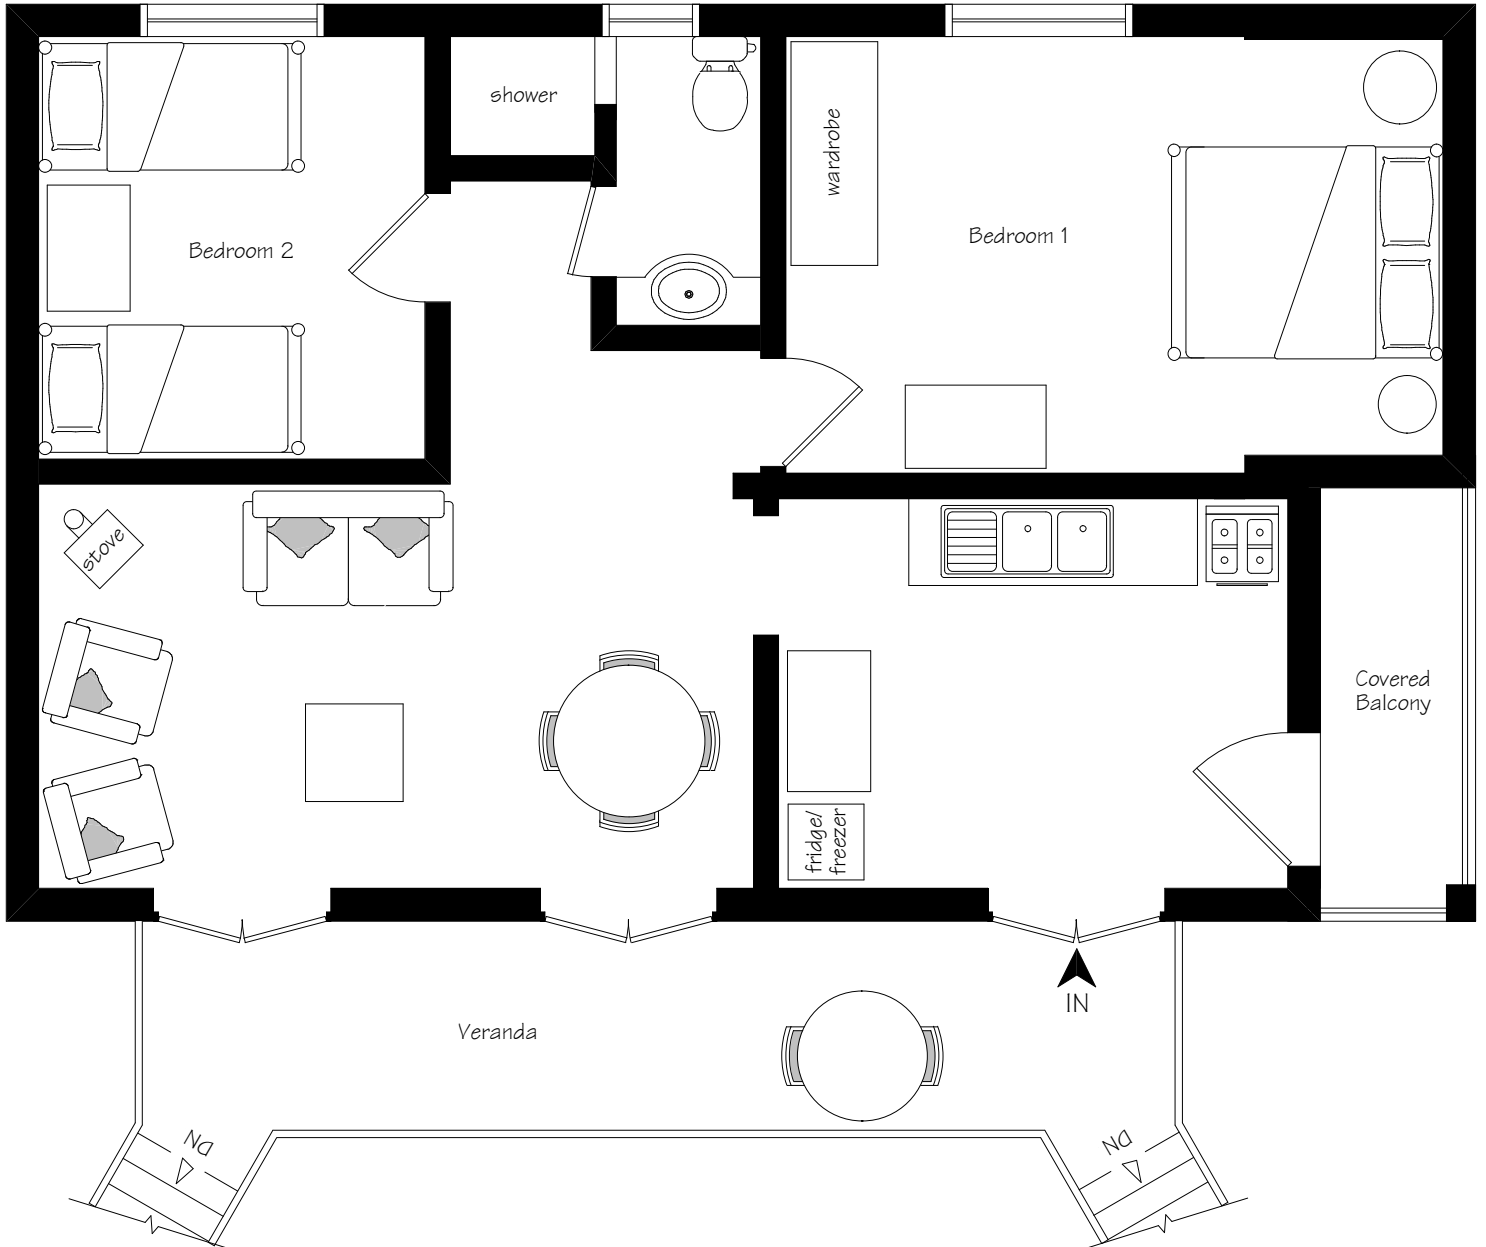 shower
wardrobe
Bedroom 2
Bedroom 1
stove
Covered
Balcony
fridge/
freezer
IN
Veranda
DN
DN